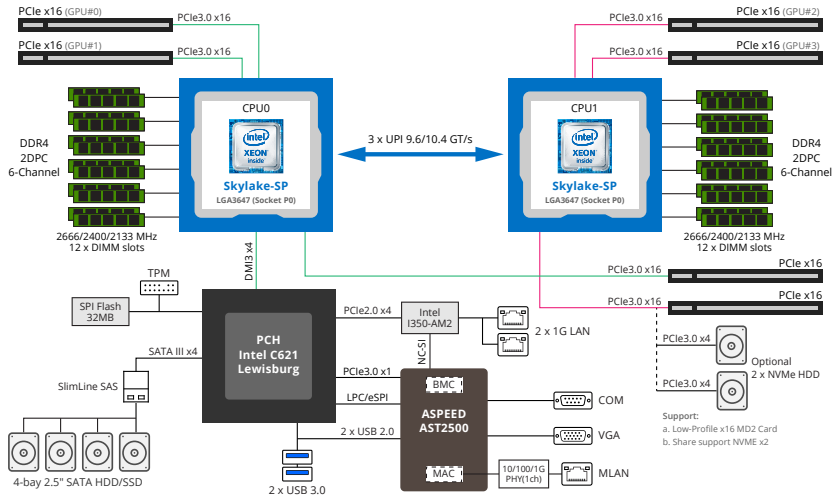 PCIe x16 (GPU#0)
PCIe3.0 x16
PCIe x16 (GPU#1)
PCIe3.0 x16
PCIe x16 (GPU#2)
PCIe3.0 x16
PCIe x16 (GPU#3)
PCIe3.0 x16
DDR4
2DPC
6-Channel
2666/2400/2133 MHz
12 x DIMM slots
CPU0
intel
XEON
inside
Skylake-SP
LGA3647 (Socket P0)
3 x UPI 9.6/10.4 GT/s
CPU1
intel
XEON
inside
Skylake-SP
LGA3647 (Socket P0)
DDR4
2DPC
6-Channel
2666/2400/2133 MHz
12 x DIMM slots
DMI3 x4
PCIe x16
PCIe3.0 x16
PCIe x16
PCIe3.0 x16
TPM
SPI Flash
32MB
PCH
Intel C621
Lewisburg
PCIe2.0 x4
Intel
I350-AM2
2 x 1G LAN
NC-SI
PCIe3.0 x4
PCIe3.0 x4
Optional
2 x NVMe HDD
SATA III x4
SlimLine SAS
PCIe3.0 x1
LPC/eSPI
2 x USB 2.0
BMC
ASPEED
AST2500
MAC
COM
VGA
10/100/1G
PHY(1ch)
MLAN
Support:
a. Low-Profile x16 MD2 Card
b. Share support NVME x2
4-bay 2.5" SATA HDD/SSD
2 x USB 3.0